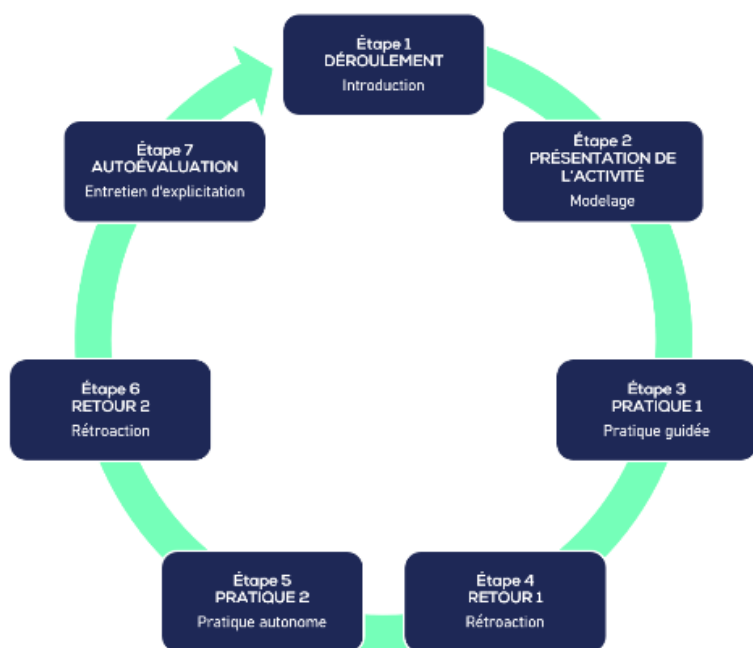 Étape 1
DÉROULEMENT
Introduction
Étape 2
PRÉSENTATION DE
L'ACTIVITÉ
Modelage
Étape 3
PRATIQUE 1
Pratique guidée
Étape 4
RETOUR 1
Rétroaction
Étape 5
PRATIQUE 2
Pratique autonome
Étape 6
RETOUR 2
Rétroaction
Étape 7
AUTOÉVALUATION
Entretien d'explicitation